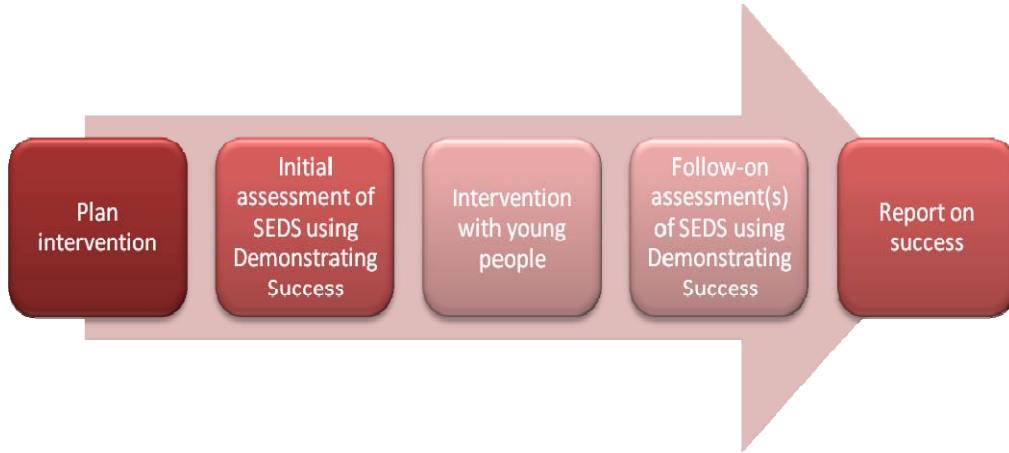 Plan
intervention
Initial
assessment of
SEDS using
Demonstrating
Success
Intervention
with young
people
Follow-on
assessment(s)
of SEDS using
Demonstrating
Success
Report on
success